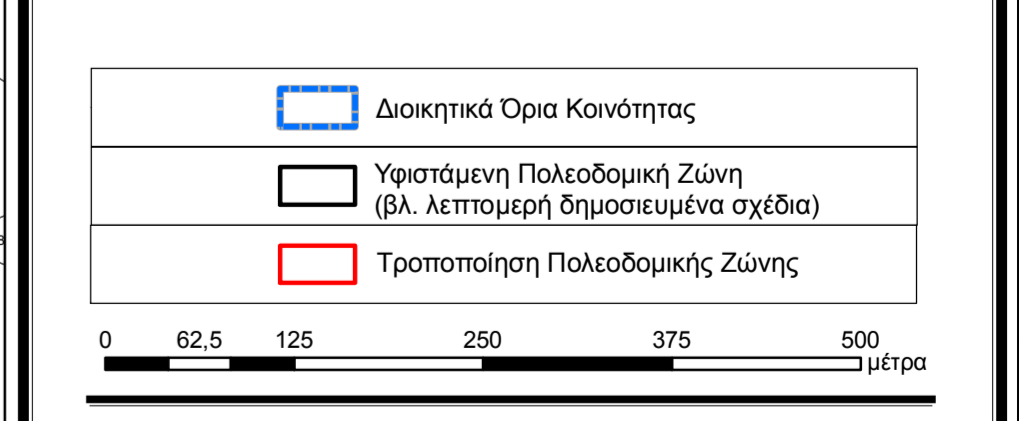 Διοικητικά Όρια Κοινότητας
Υφιστάμενη Πολεοδομική Ζώνη
(βλ. λεπτομερή δημοσιευμένα σχέδια)
Τροποποίηση Πολεοδομικής Ζώνης
0 62,5 125 250 375 500
μέτρα